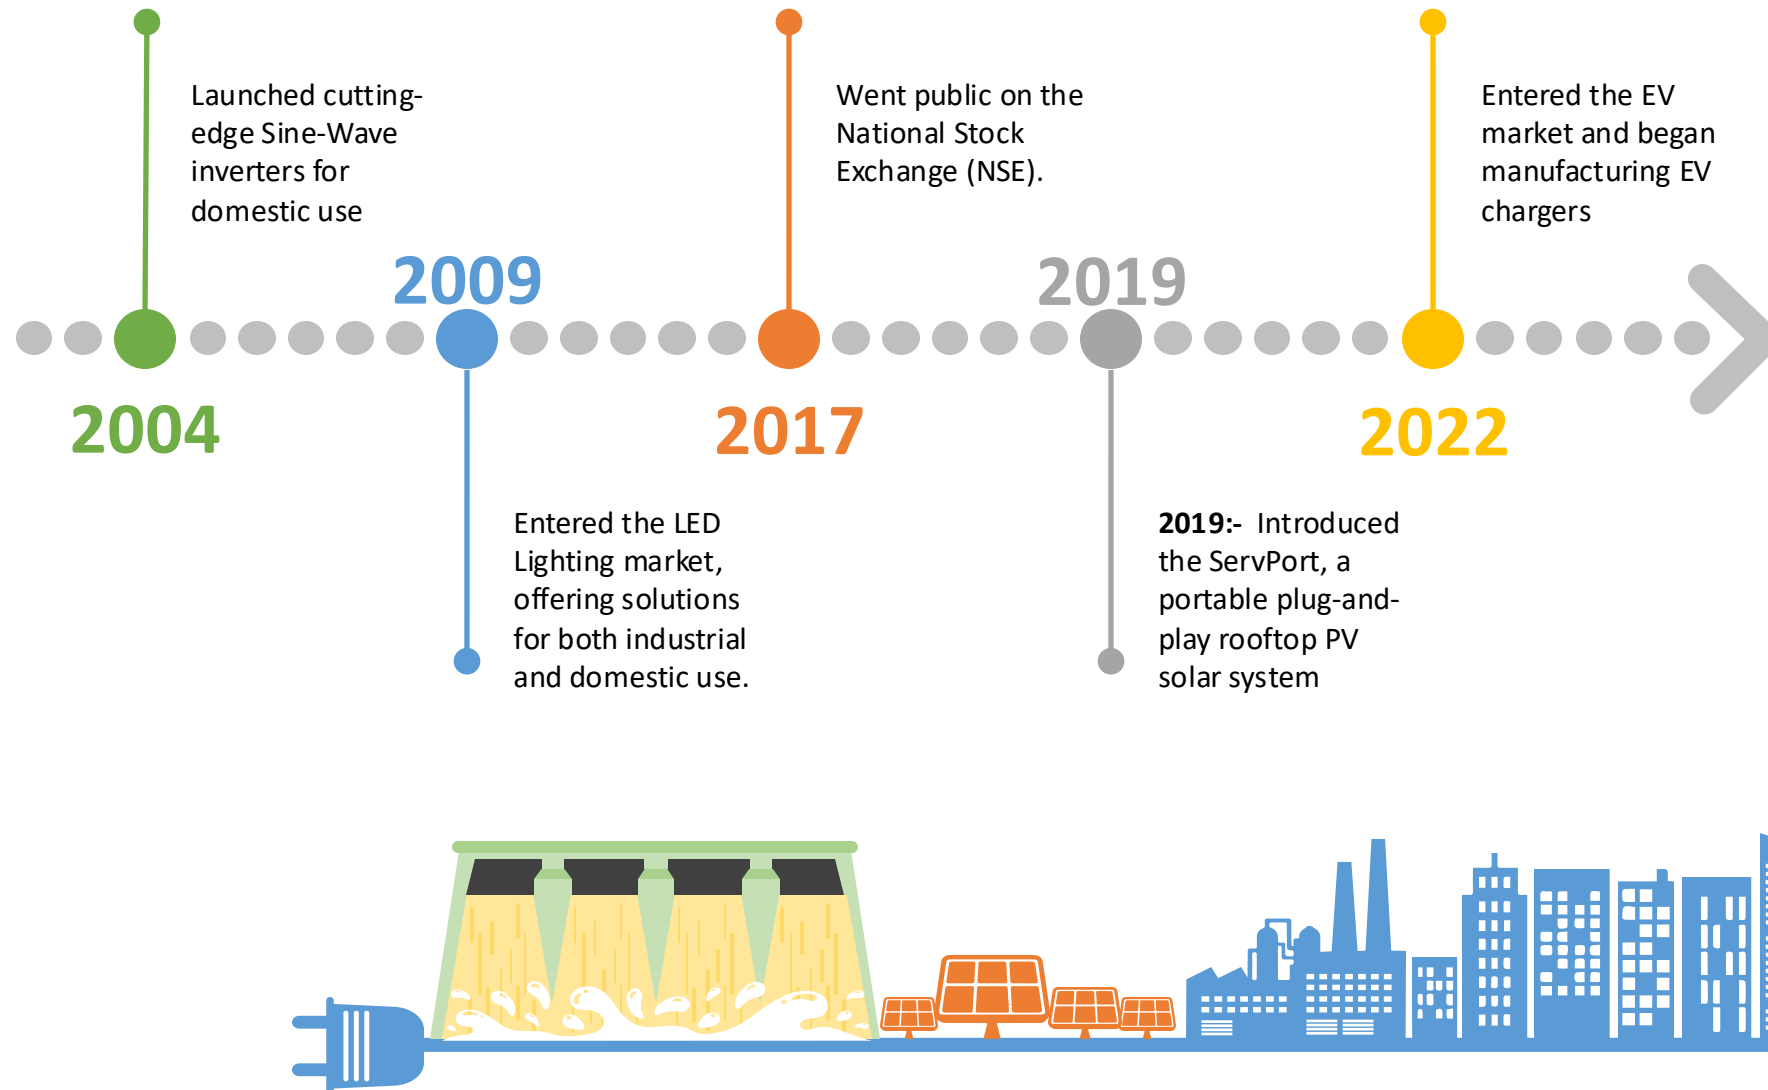 Launched cutting-
edge Sine-Wave
inverters for
domestic use
2004
2009
Entered the LED
Lighting market,
offering solutions
for both industrial
and domestic use.
Went public on the
National Stock
Exchange (NSE).
2017
2019
2019:- Introduced
the ServPort, a
portable plug-and-
play rooftop PV
solar system
Entered the EV
market and began
manufacturing EV
chargers
2022